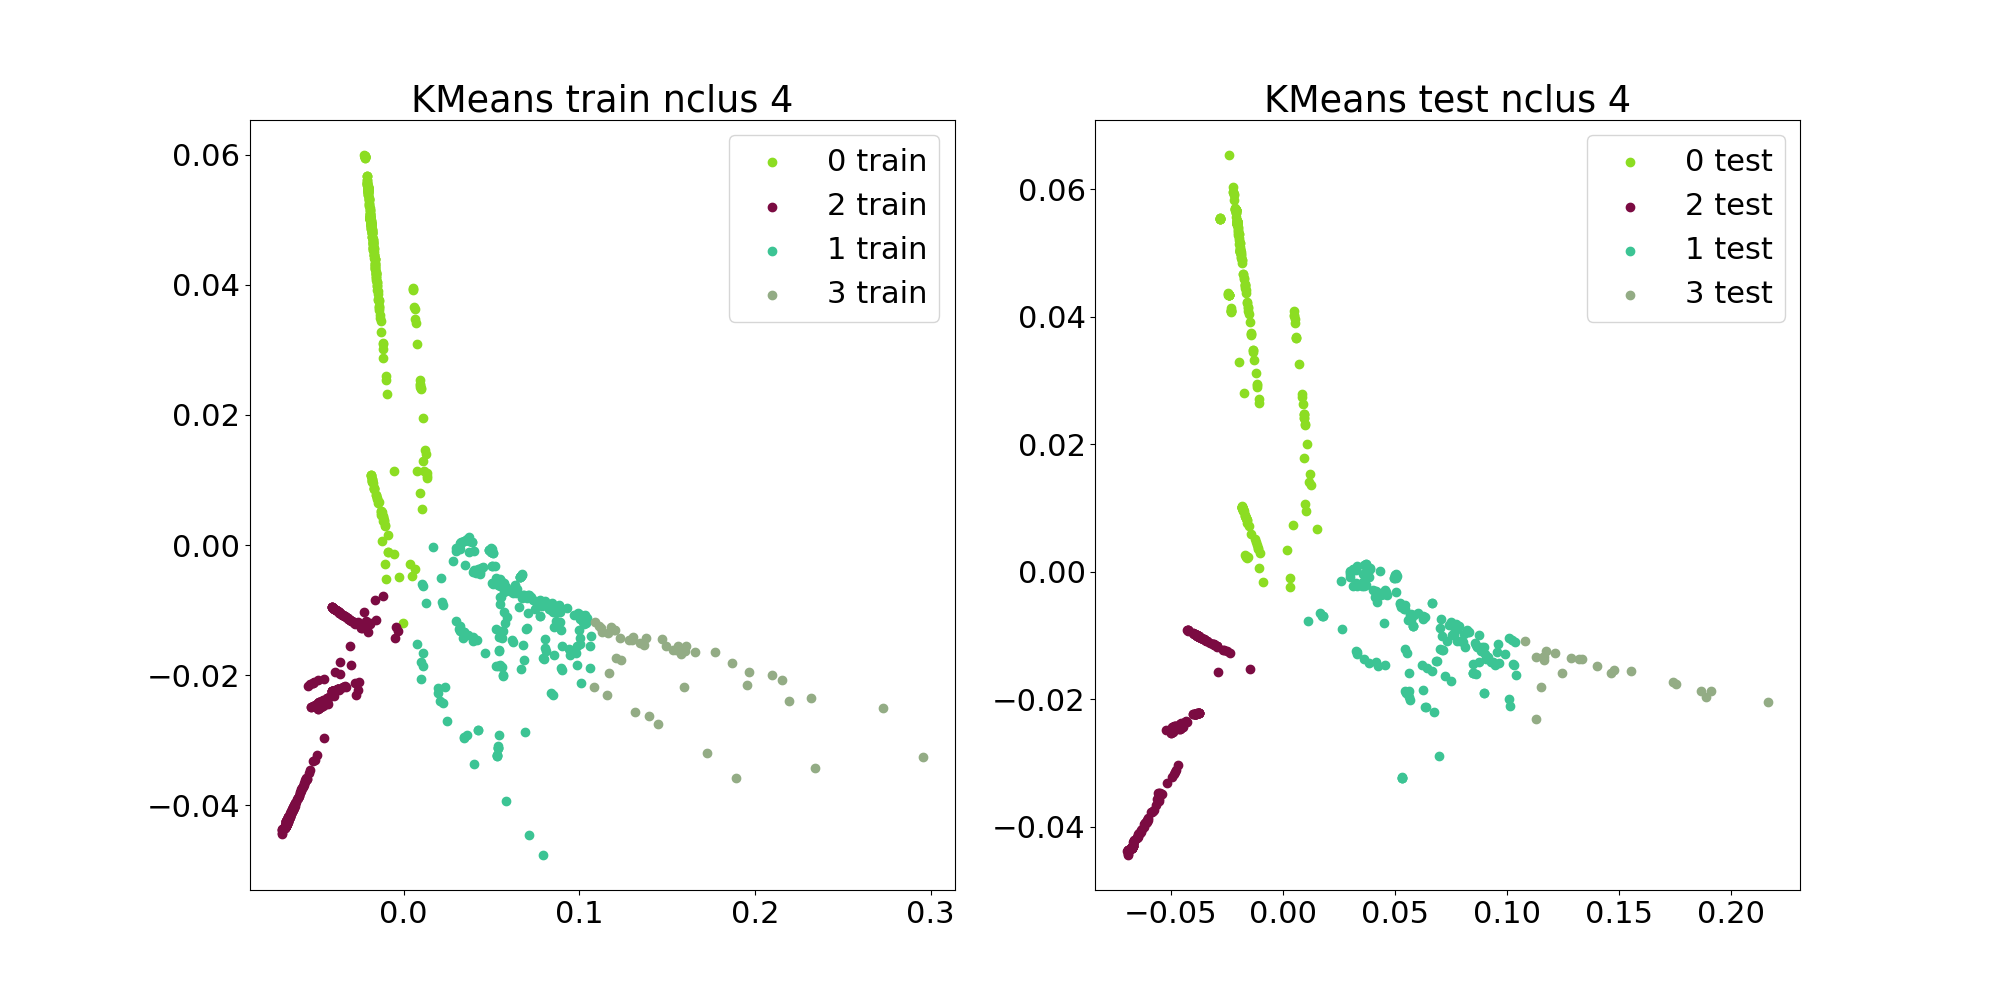 KMeans train nclus 4
0.06
0.04
0.02
0.00
−0.02
−0.04
0.0
0.1
0.2
0.3
0 train
2 train
1 train
3 train
KMeans test nclus 4
0.06
0.04
0.02
0.00
−0.02
−0.04
−0.05
0.00
0.05
0.10
0.15
0.20
0 test
2 test
1 test
3 test